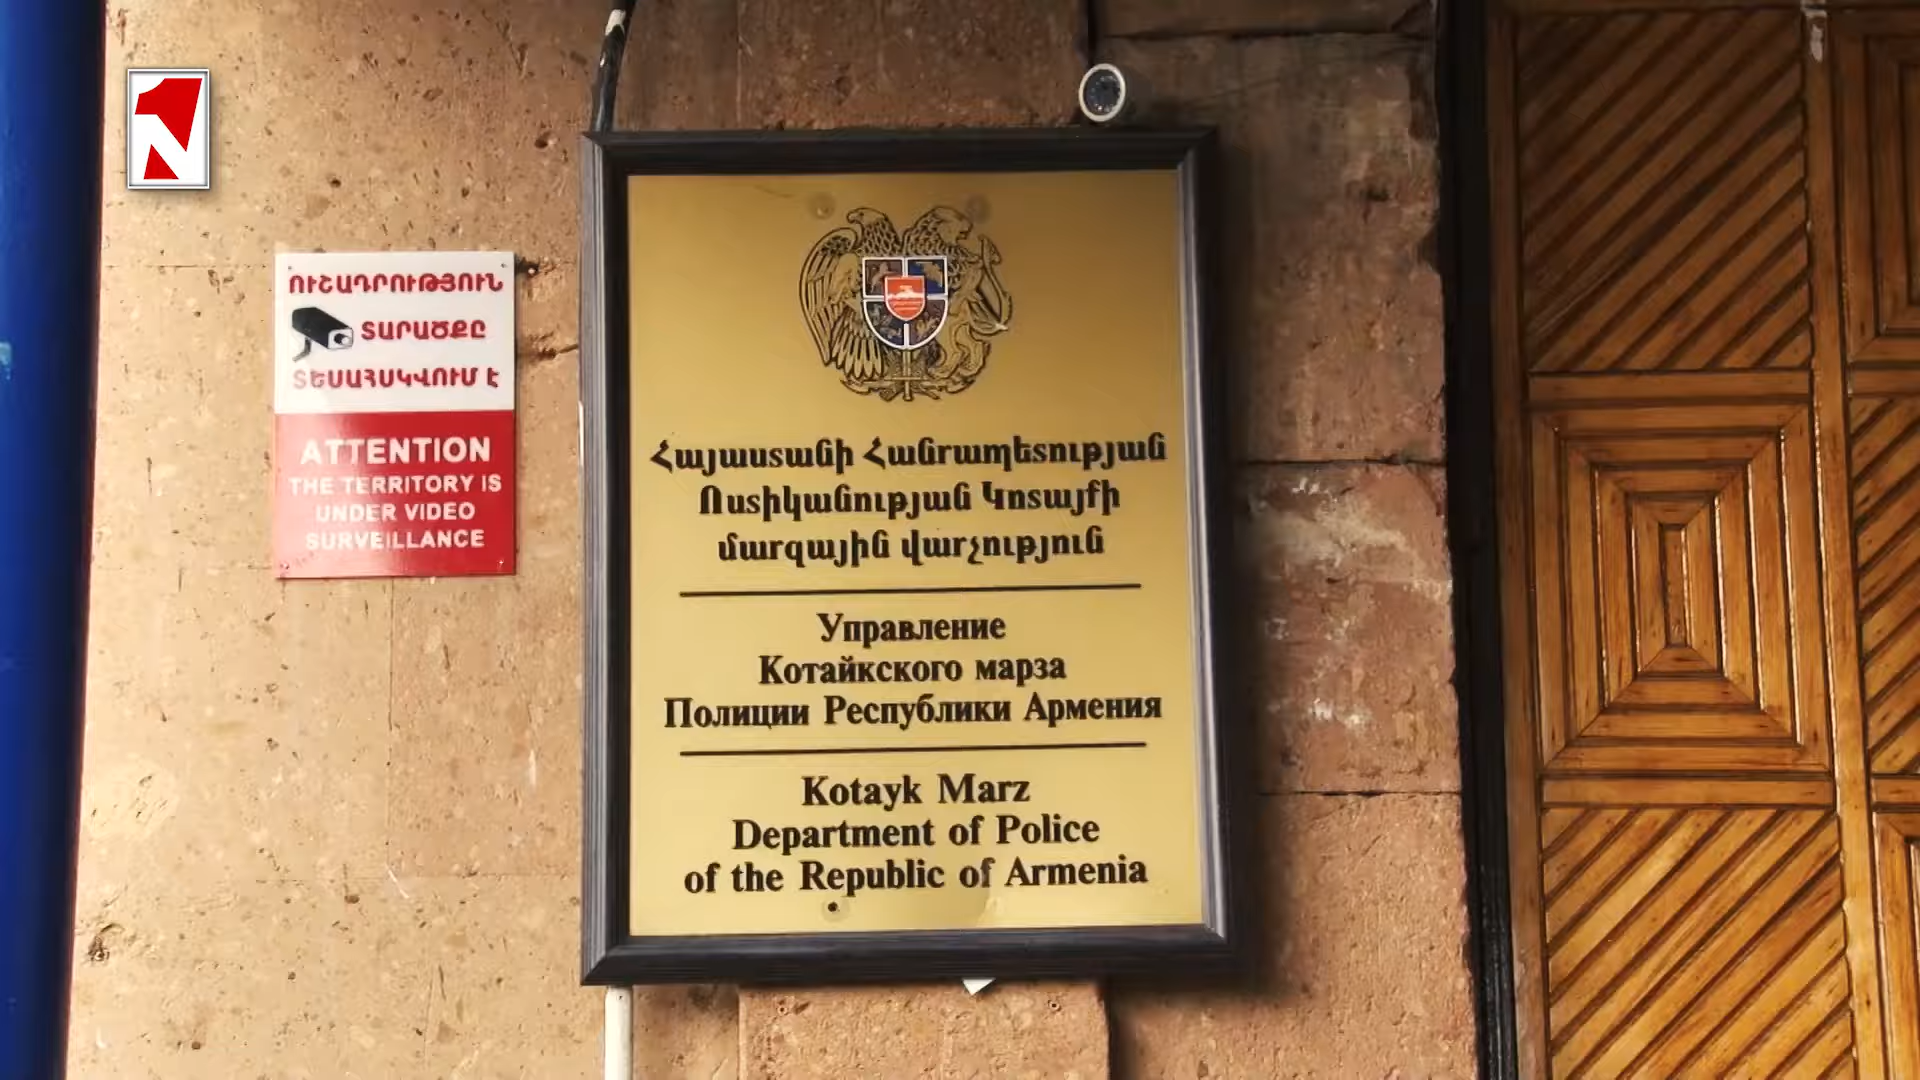 1N
ՈՒՇԱԴՐՈՒԹՅՈՒՆ
ՏԱՐԱԾՔԸ
ՏԵՍԱՀՍԿՎՈՒՄ Է
ATTENTION
THE TERRITORY IS
UNDER VIDEO
SURVEILLANCE
Հայաստանի Հանրապետության
Ոստիկանության Կոտայքի
մարզային վարչություն
Управление
Котайкского марза
Полиции Республики Армения
Kotayk Marz
Department of Police
of the Republic of Armenia